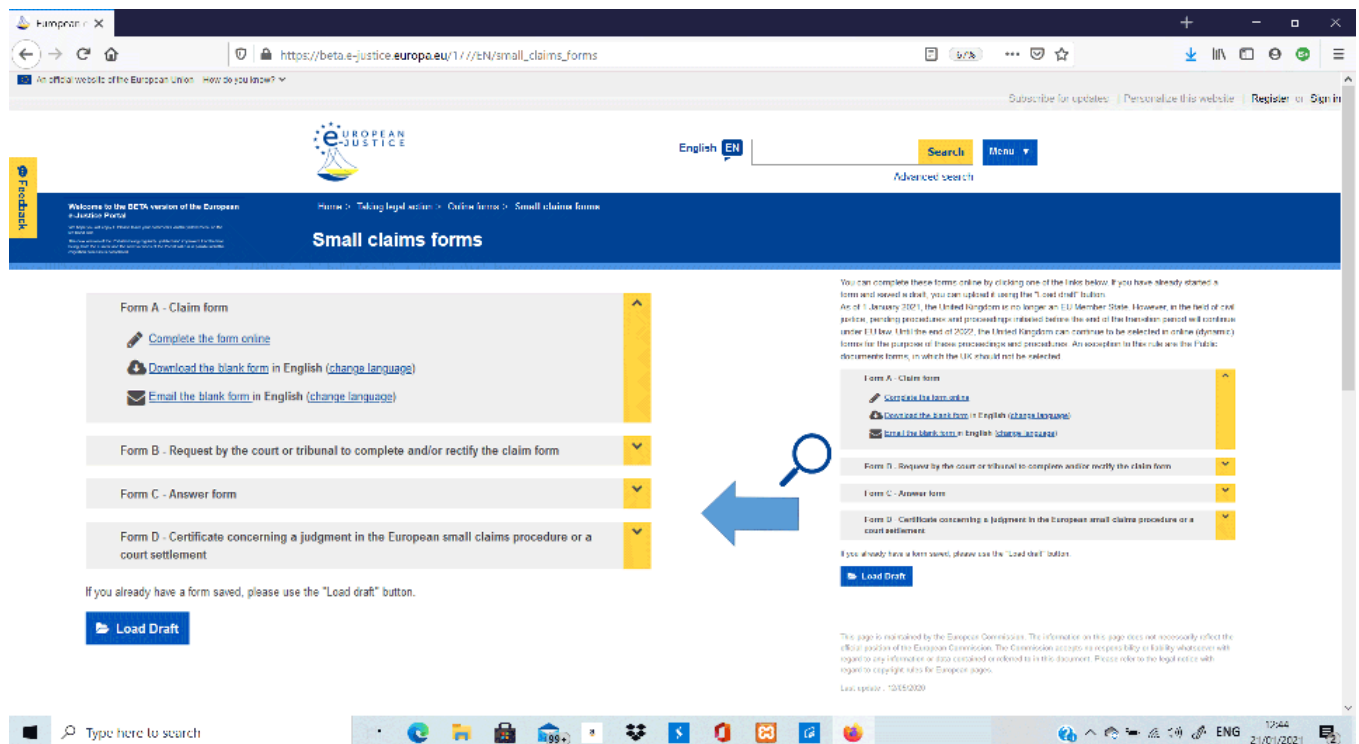 European
https://beta.e-justice.europa.eu/177/EN/small_claims_forms
67%
An official website of the European Union How do you know?
Subscribe for updates | Personalize this website | Register or Sign in
EUROPEAN
e-JUSTICE
English EN
Search
Menu
Advanced search
Feedback
Welcome to the BETA version of the European
e-Justice Portal
Home > Taking legal action > Online forms > Small claims forms
Small claims forms
Form A - Claim form
Complete the form online
Download the blank form in English (change language)
Email the blank form in English (change language)
Form B - Request by the court or tribunal to complete and/or rectify the claim form
Form C - Answer form
Form D - Certificate concerning a judgment in the European small claims procedure or a
court settlement
If you already have a form saved, please use the "Load draft" button.
Load Draft
You can complete these forms online by clicking one of the links below. If you have already started a
form and saved a draft, you can upload it using the "Load draft" button.
As of 1 January 2021, the United Kingdom is no longer an EU Member State. However, in the field of civil
justice, pending procedures and proceedings initiated before the end of the transition period will continue
under EU law. Until the end of 2022, the United Kingdom can continue to be selected in online (dynamic)
forms for the purpose of these proceedings and procedures. An exception to this rule are the Public
documents forms, in which the UK should not be selected.
Form A - Claim form
Complete the form online
Download the blank form in English (change language)
Email the blank form in English (change language)
Form B - Request by the court or tribunal to complete and/or rectify the claim form
Form C - Answer form
Form D - Certificate concerning a judgment in the European small claims procedure or a
court settlement
If you already have a form saved, please use the "Load draft" button.
Load Draft
This page is maintained by the European Commission. The information on this page does not necessarily reflect the
official position of the European Commission. The Commission accepts no responsibility or liability whatsoever with
regard to any information or data contained or referred to in this document. Please refer to the legal notice with
regard to copyright rules for European pages.
Last update : 12/05/2020
Type here to search
99+
ENG
12:44
21/01/2021